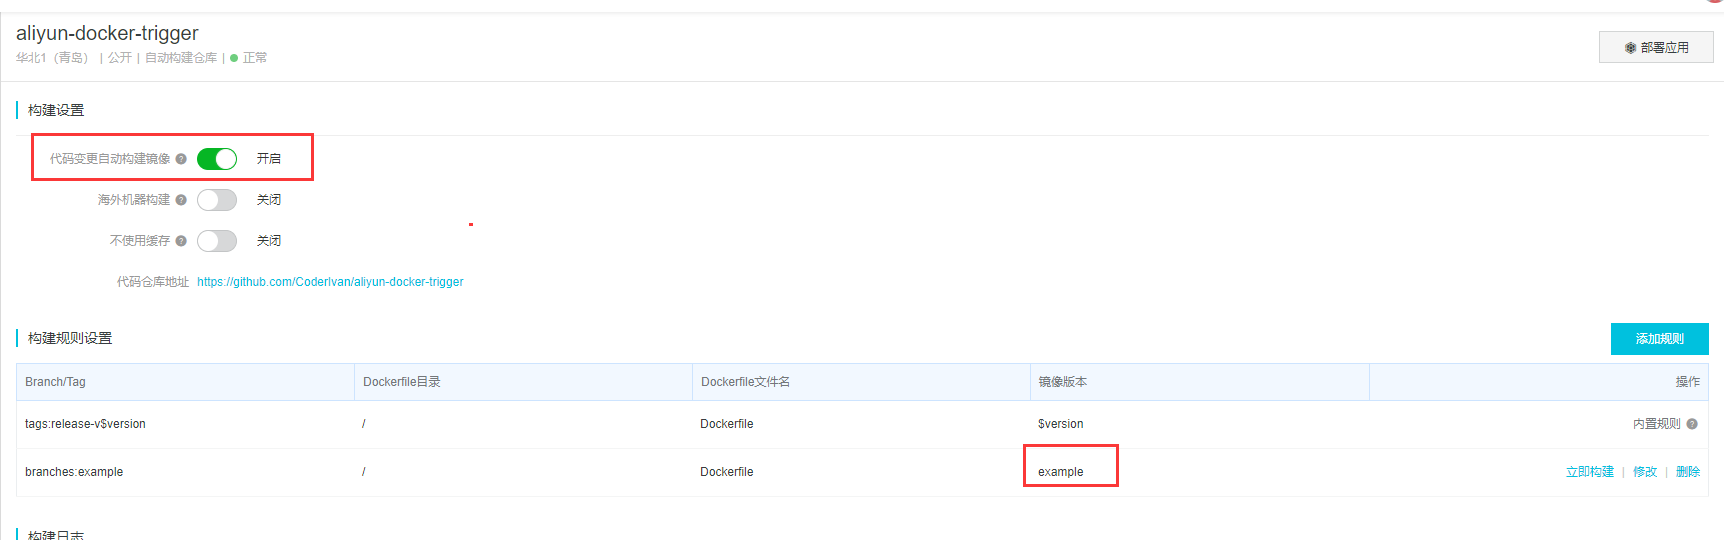 aliyun-docker-trigger
华北1（青岛） | 公开 | 自动构建仓库 | 正常
部署应用
构建设置
代码变更自动构建镜像 ? 开启
海外机器构建 ? 关闭
不使用缓存 ? 关闭
代码仓库地址 https://github.com/CoderIvan/aliyun-docker-trigger
构建规则设置
添加规则
Branch/Tag Dockerfile目录 Dockerfile文件名 镜像版本 操作
tags:release-v$version / Dockerfile $version 内置规则 ?
branches:example / Dockerfile example 立即构建 | 修改 | 删除
构建日志